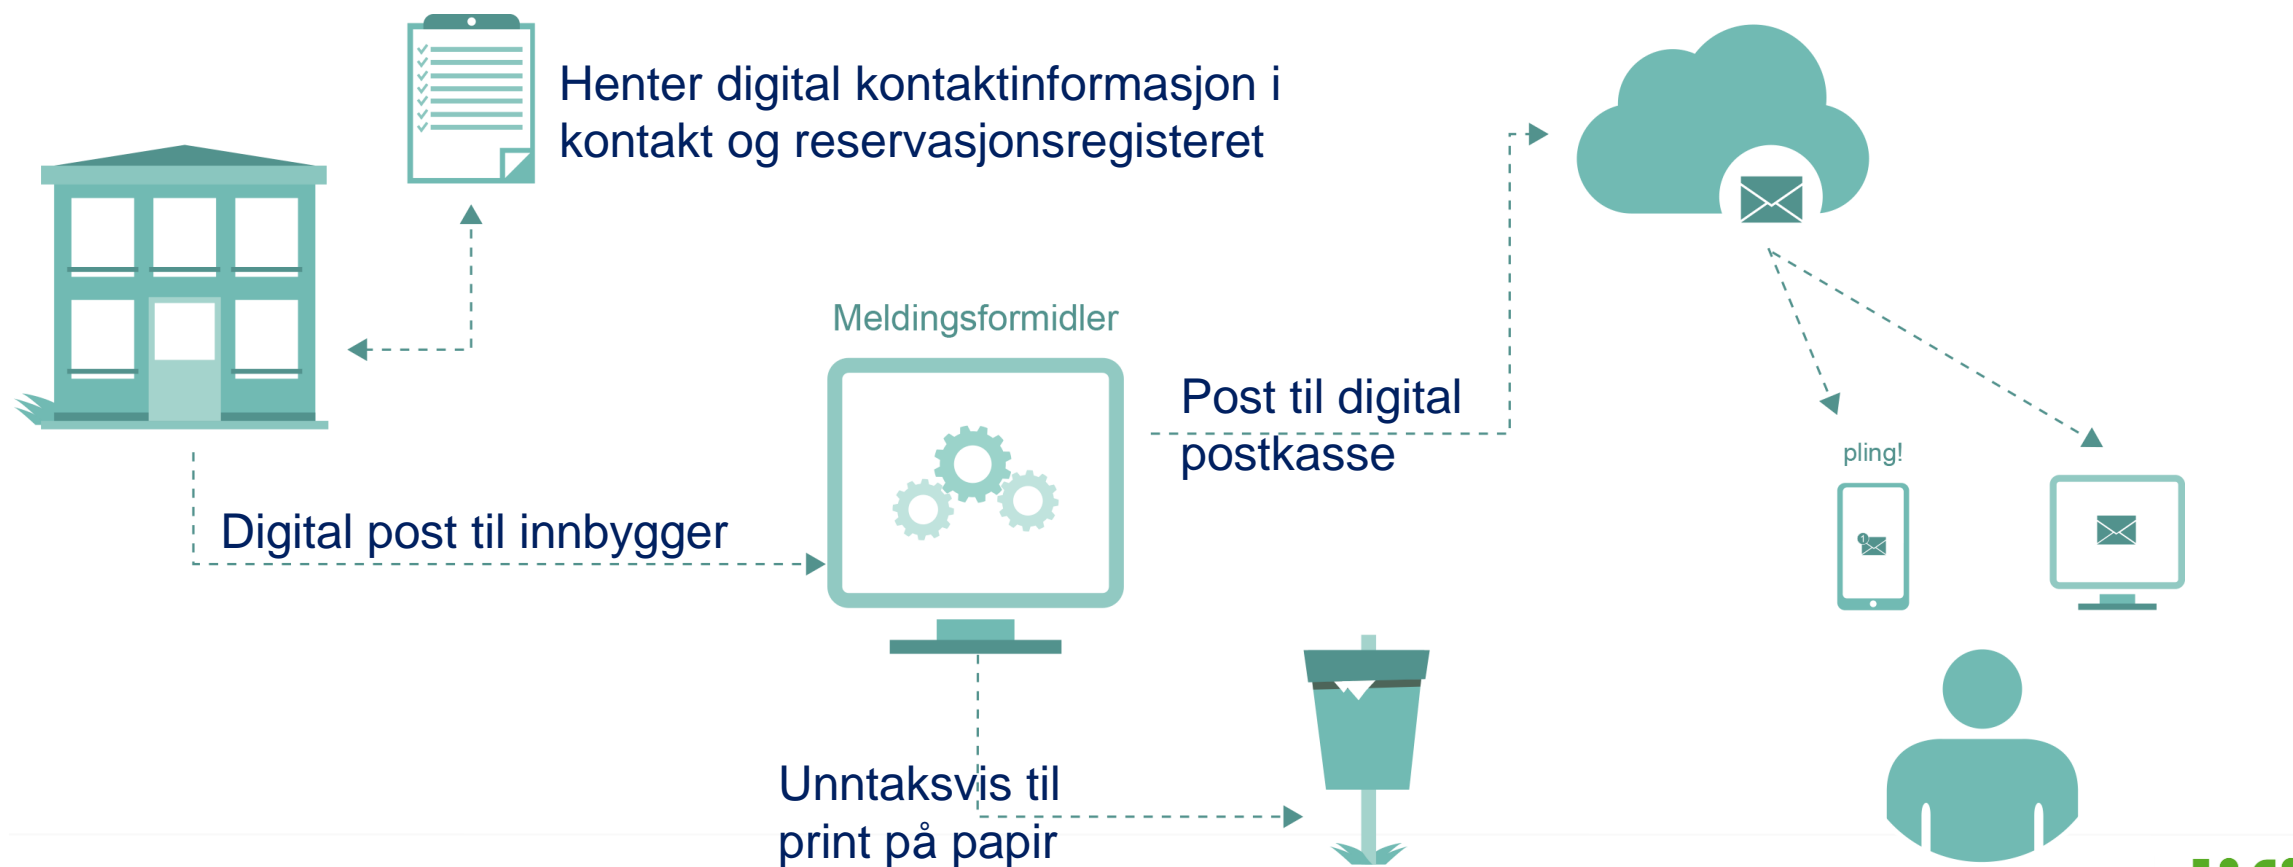 Henter digital kontaktinformasjon i
kontakt og reservasjonsregisteret
Meldingsformidler
Post til digital
postkasse
pling!
1
Digital post til innbygger
Unntaksvis til
print på papir